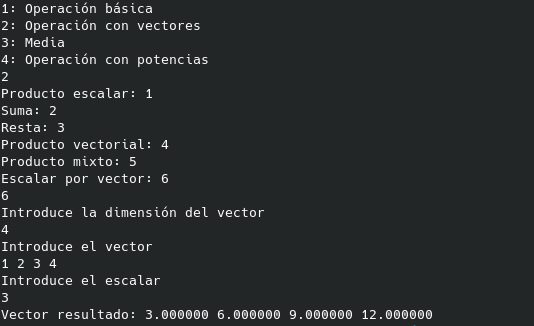 1: Operación básica
2: Operación con vectores
3: Media
4: Operación con potencias
2
Producto escalar: 1
Suma: 2
Resta: 3
Producto vectorial: 4
Producto mixto: 5
Escalar por vector: 6
6
Introduce la dimensión del vector
4
Introduce el vector
1 2 3 4
Introduce el escalar
3
Vector resultado: 3.000000 6.000000 9.000000 12.000000